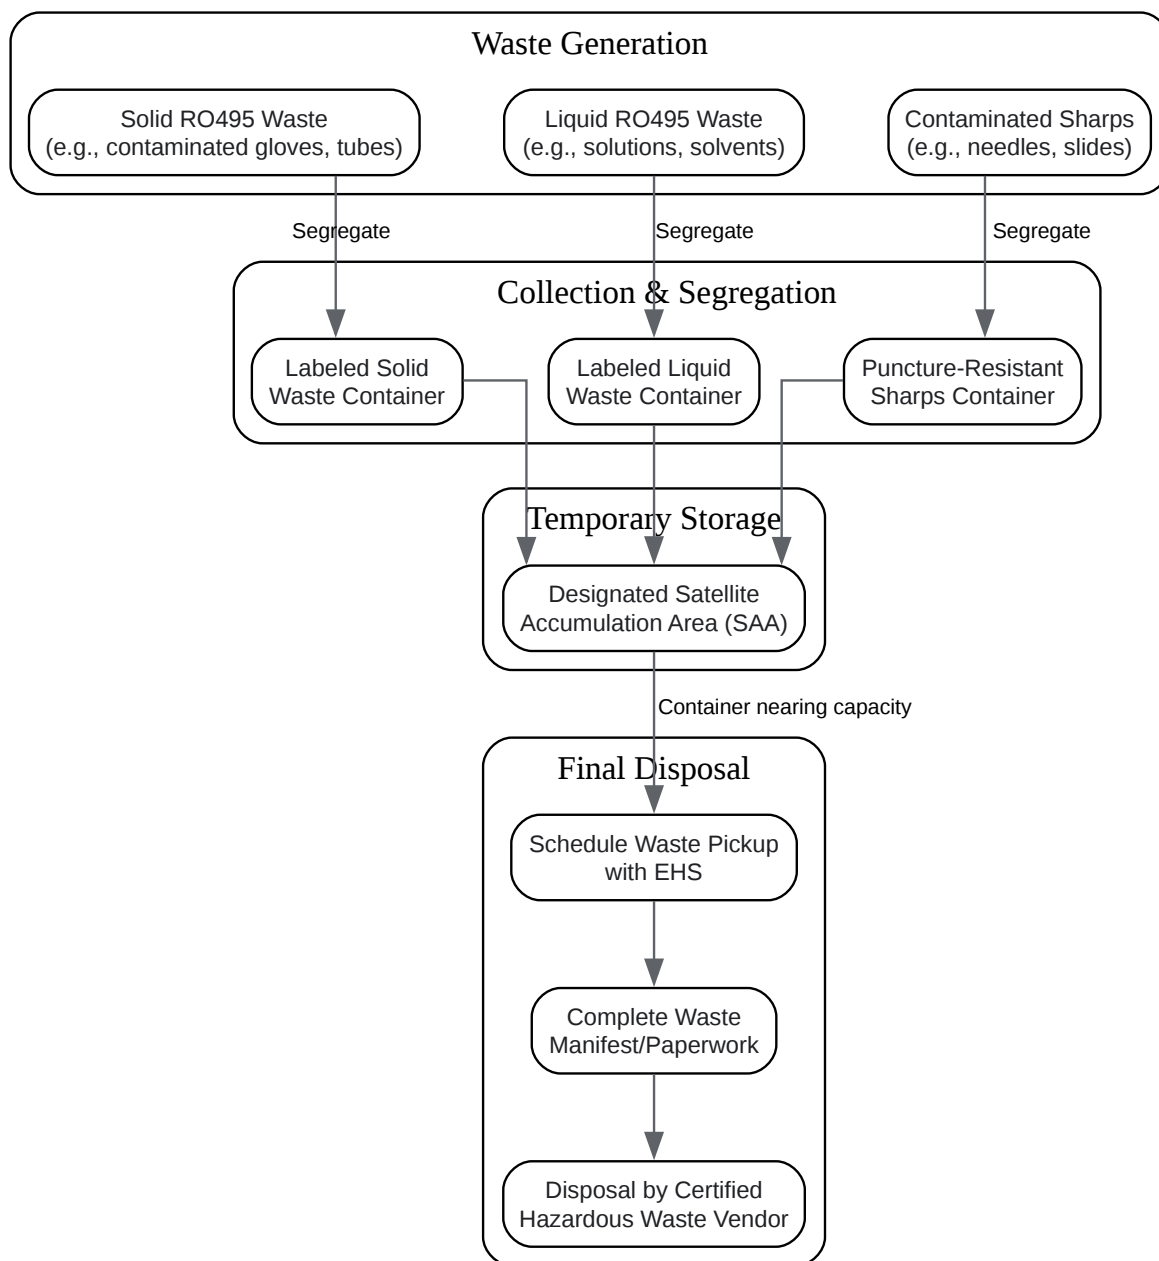 Waste Generation
Solid RO495 Waste
(e.g., contaminated gloves, tubes)
Liquid RO495 Waste
(e.g., solutions, solvents)
Contaminated Sharps
(e.g., needles, slides)
Segregate
Segregate
Segregate
Collection & Segregation
Labeled Solid
Waste Container
Labeled Liquid
Waste Container
Puncture-Resistant
Sharps Container
Temporary Storage
Designated Satellite
Accumulation Area (SAA)
Container nearing capacity
Final Disposal
Schedule Waste Pickup
with EHS
Complete Waste
Manifest/Paperwork
Disposal by Certified
Hazardous Waste Vendor